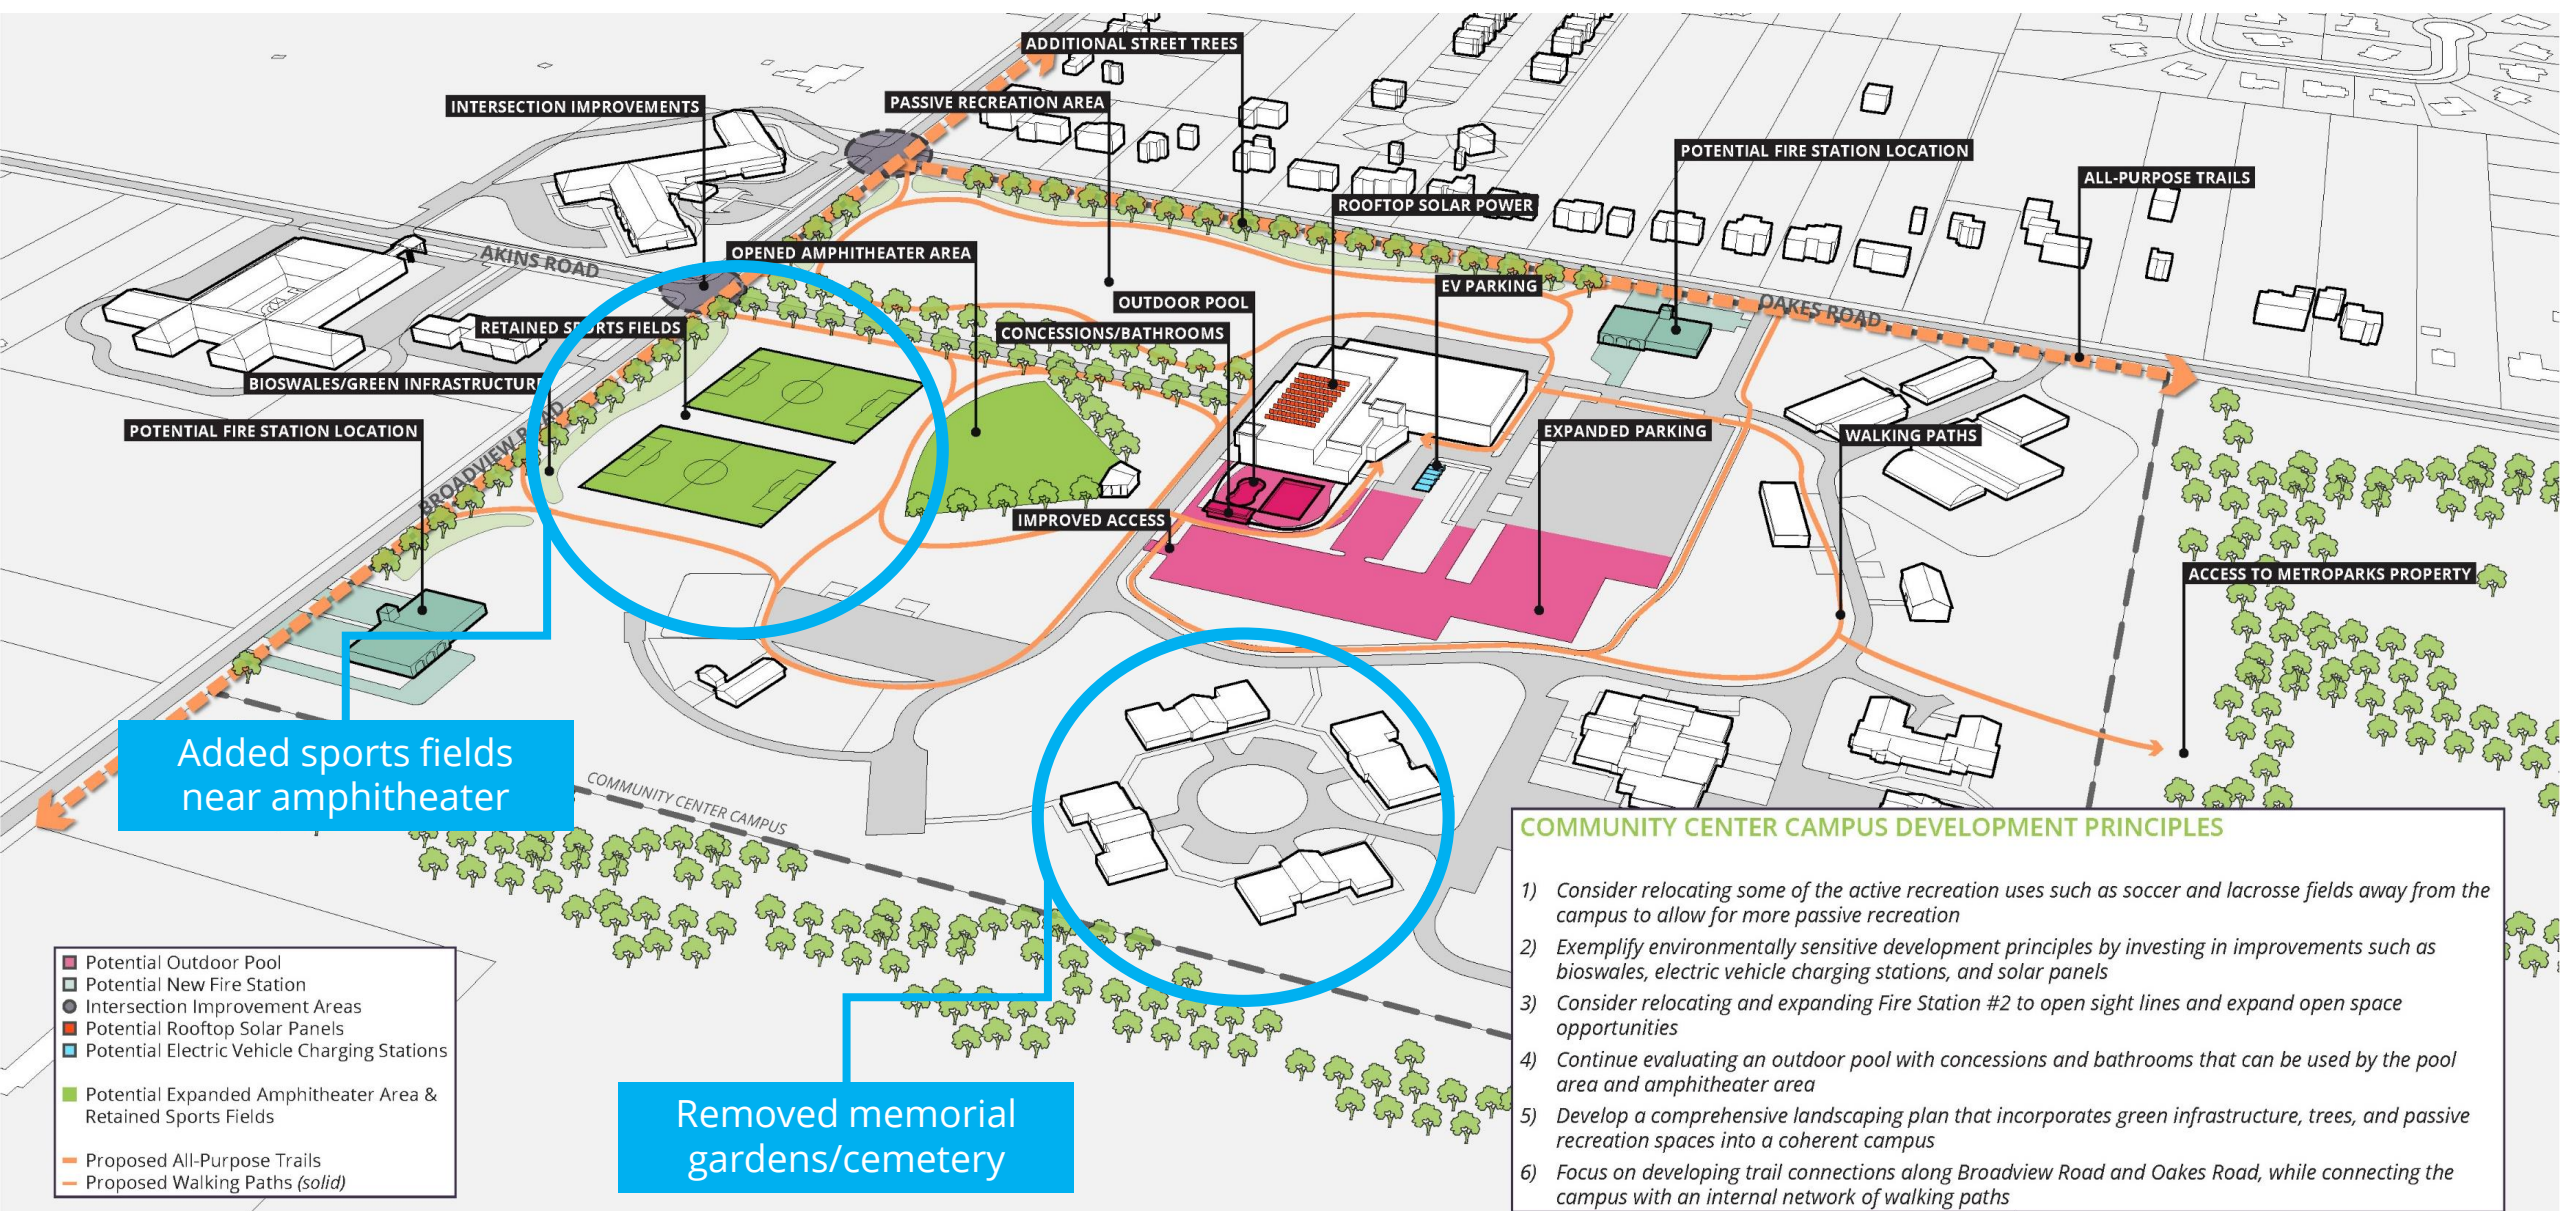 ADDITIONAL STREET TREES
INTERSECTION IMPROVEMENTS
PASSIVE RECREATION AREA
POTENTIAL FIRE STATION LOCATION
ALL-PURPOSE TRAILS
ROOFTOP SOLAR POWER
AKINS ROAD
OPENED AMPHITHEATER AREA
EV PARKING
OUTDOOR POOL
OAKES ROAD
RETAINED SPORTS FIELDS
CONCESSIONS/BATHROOMS
BIOSWALES/GREEN INFRASTRUCTURE
POTENTIAL FIRE STATION LOCATION
BROADVIEW ROAD
EXPANDED PARKING
WALKING PATHS
IMPROVED ACCESS
ACCESS TO METROPARKS PROPERTY
Added sports fields
near amphitheater
COMMUNITY CENTER CAMPUS
Removed memorial
gardens/cemetery
Potential Outdoor Pool
Potential New Fire Station
Intersection Improvement Areas
Potential Rooftop Solar Panels
Potential Electric Vehicle Charging Stations
Potential Expanded Amphitheater Area &
Retained Sports Fields
Proposed All-Purpose Trails
Proposed Walking Paths (solid)
COMMUNITY CENTER CAMPUS DEVELOPMENT PRINCIPLES
1) Consider relocating some of the active recreation uses such as soccer and lacrosse fields away from the
campus to allow for more passive recreation
2) Exemplify environmentally sensitive development principles by investing in improvements such as
bioswales, electric vehicle charging stations, and solar panels
3) Consider relocating and expanding Fire Station #2 to open sight lines and expand open space
opportunities
4) Continue evaluating an outdoor pool with concessions and bathrooms that can be used by the pool
area and amphitheater area
5) Develop a comprehensive landscaping plan that incorporates green infrastructure, trees, and passive
recreation spaces into a coherent campus
6) Focus on developing trail connections along Broadview Road and Oakes Road, while connecting the
campus with an internal network of walking paths